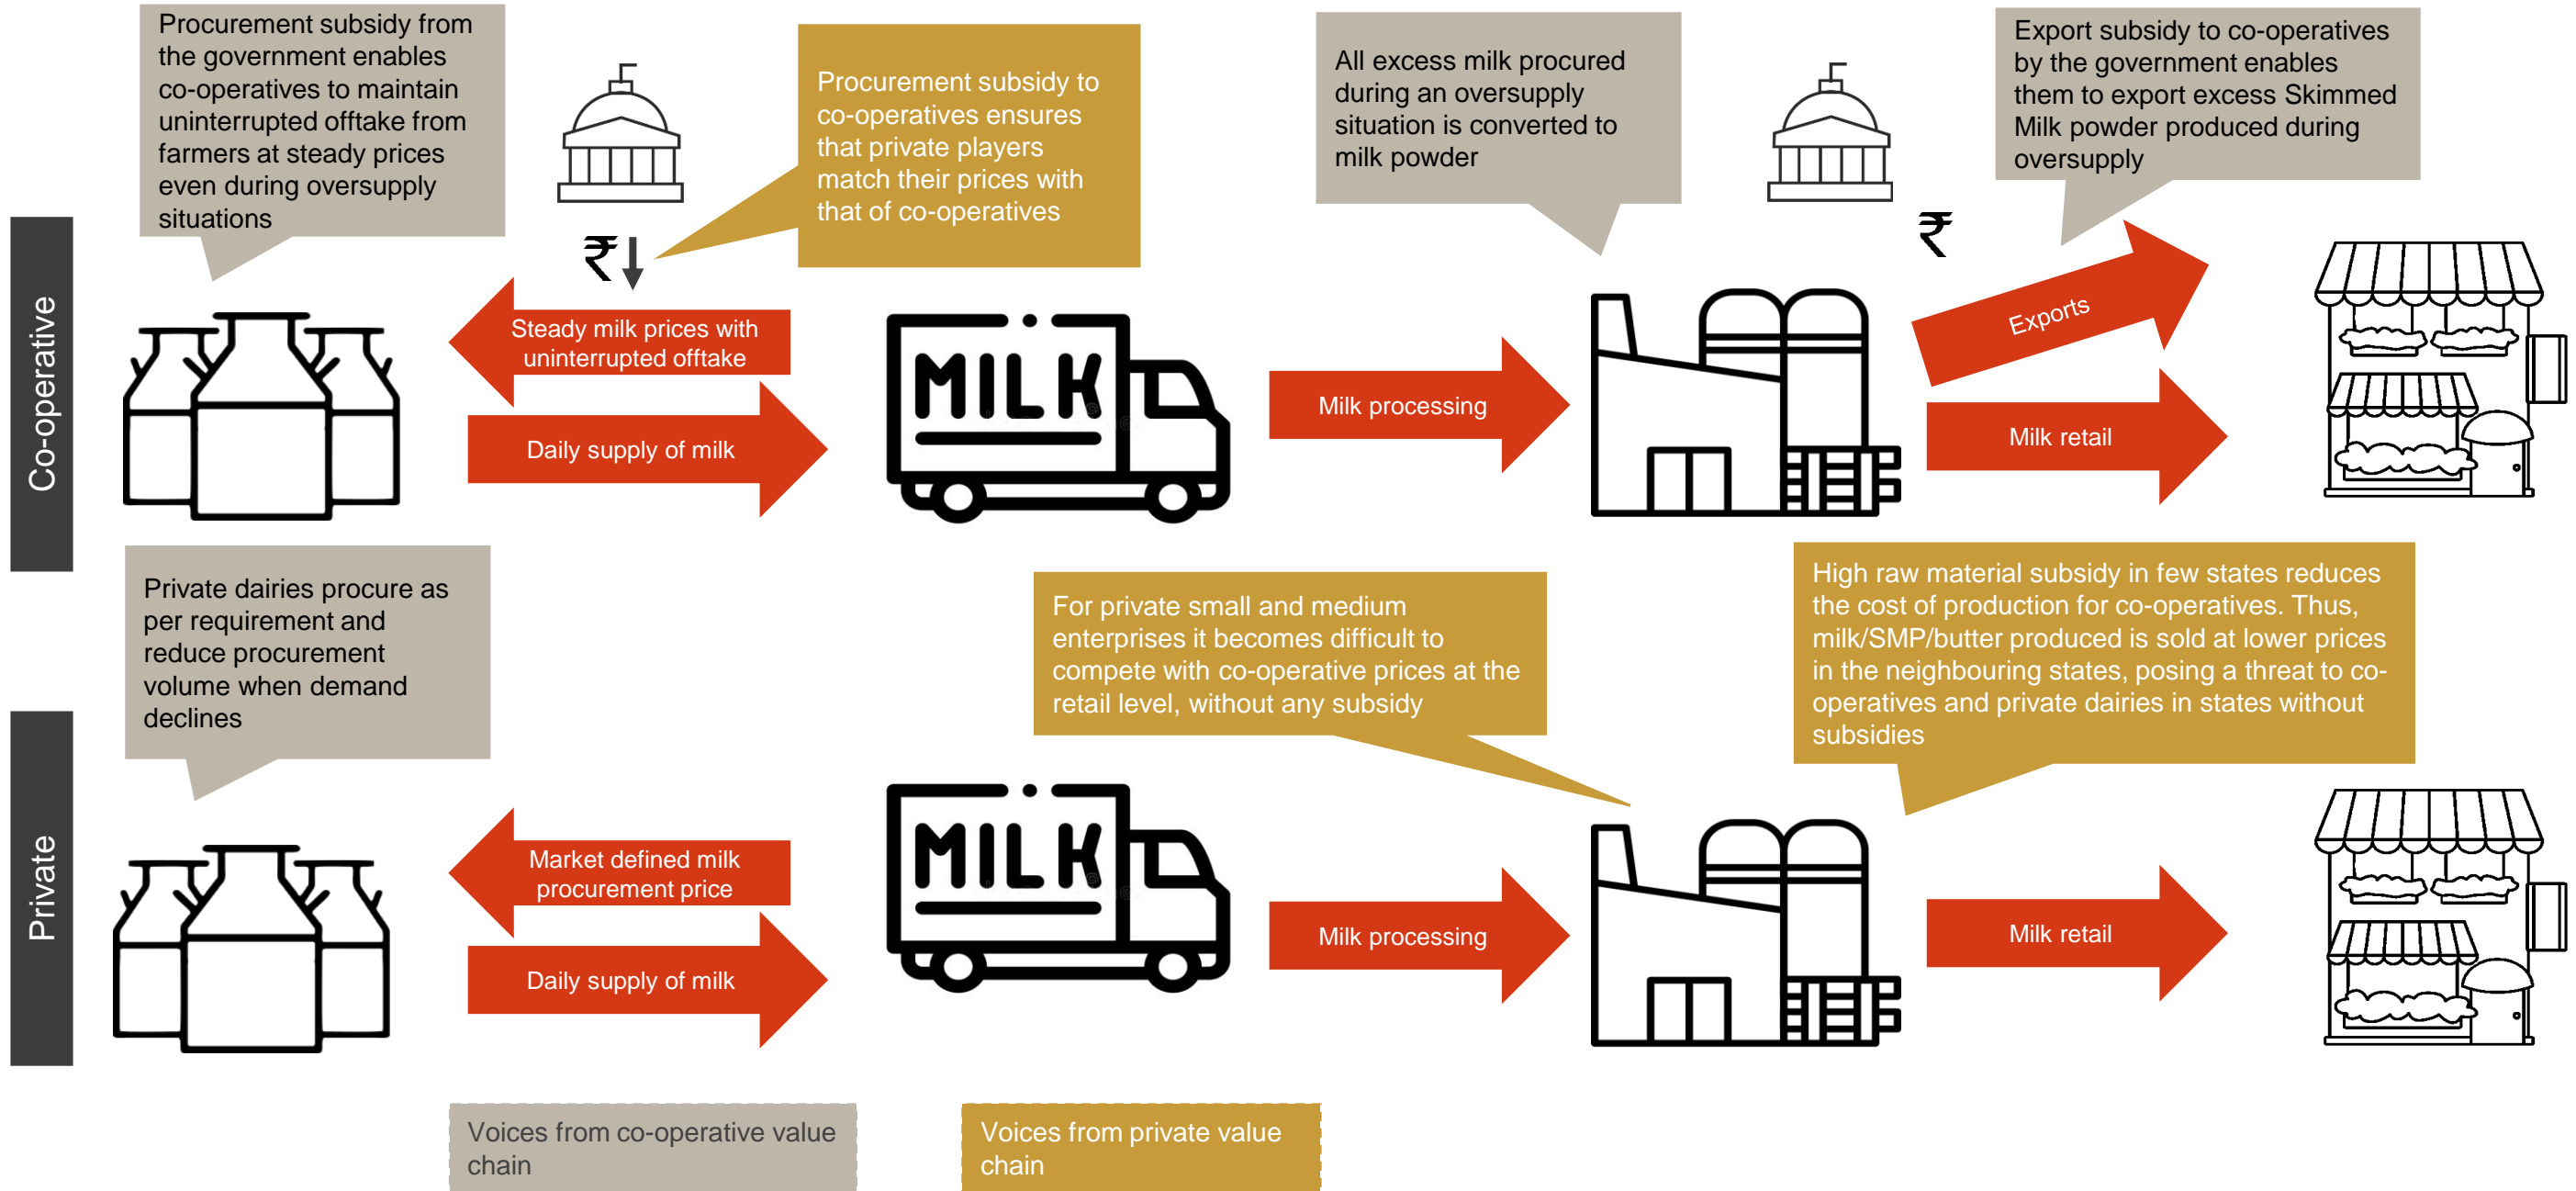 Procurement subsidy from
the government enables
co-operatives to maintain
uninterrupted offtake from
farmers at steady prices
even during oversupply
situations
Procurement subsidy to
co-operatives ensures
that private players
match their prices with
that of co-operatives
All excess milk procured
during an oversupply
situation is converted to
milk powder
Export subsidy to co-operatives
by the government enables
them to export excess Skimmed
Milk powder produced during
oversupply
₹
₹
Co-operative
Steady milk prices with
uninterrupted offtake
Daily supply of milk
MILK
Milk processing
Exports
Milk retail
Private dairies procure as
per requirement and
reduce procurement
volume when demand
declines
For private small and medium
enterprises it becomes difficult to
compete with co-operative prices at the
retail level, without any subsidy
High raw material subsidy in few states reduces
the cost of production for co-operatives. Thus,
milk/SMP/butter produced is sold at lower prices
in the neighbouring states, posing a threat to co-
operatives and private dairies in states without
subsidies
Private
Market defined milk
procurement price
Daily supply of milk
MILK
Milk processing
Milk retail
Voices from co-operative value
chain
Voices from private value
chain